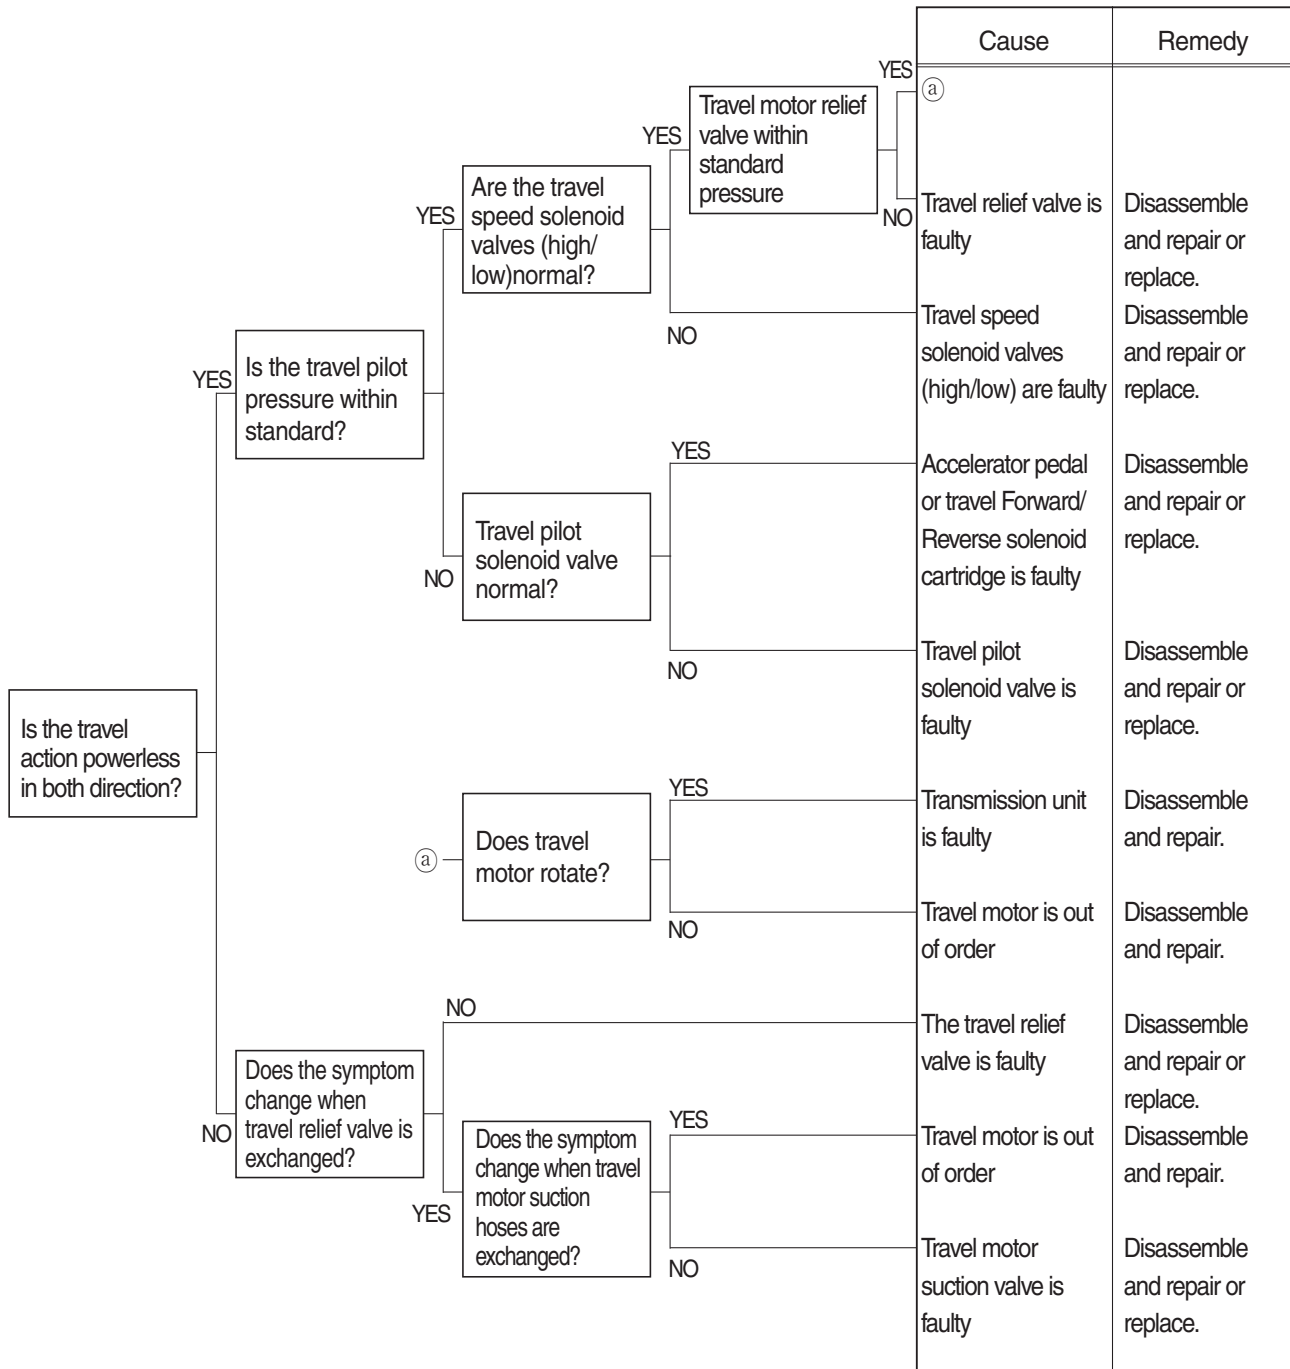 Cause
Remedy
YES
ⓐ
Travel motor relief
valve within
standard
pressure
YES
NO
Travel relief valve is
faulty
Disassemble
and repair or
replace.
Are the travel
speed solenoid
valves (high/
low)normal?
YES
NO
Travel speed
solenoid valves
(high/low) are faulty
Disassemble
and repair or
replace.
YES
Is the travel pilot
pressure within
standard?
YES
Accelerator pedal
or travel Forward/
Reverse solenoid
cartridge is faulty
Disassemble
and repair or
replace.
NO
Travel pilot
solenoid valve
normal?
NO
Travel pilot
solenoid valve is
faulty
Disassemble
and repair or
replace.
Is the travel
action powerless
in both direction?
ⓐ
Does travel
motor rotate?
YES
Transmission unit
is faulty
Disassemble
and repair.
NO
Travel motor is out
of order
Disassemble
and repair.
NO
The travel relief
valve is faulty
Disassemble
and repair or
replace.
NO
Does the symptom
change when
travel relief valve is
exchanged?
YES
Does the symptom
change when travel
motor suction
hoses are
exchanged?
YES
Travel motor is out
of order
Disassemble
and repair.
NO
Travel motor
suction valve is
faulty
Disassemble
and repair or
replace.